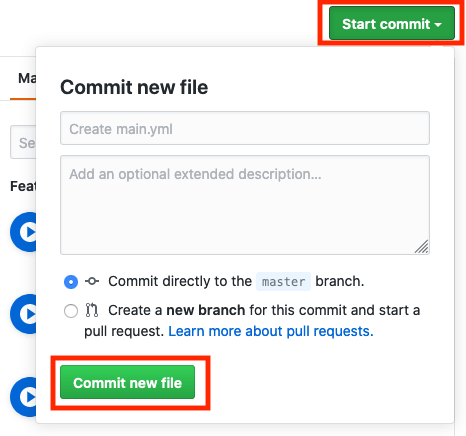 Start commit
Ma
Commit new file
Se
Create main.yml
Add an optional extended description...
Feat
Commit directly to the master branch.
Create a new branch for this commit and start a
pull request. Learn more about pull requests.
Commit new file